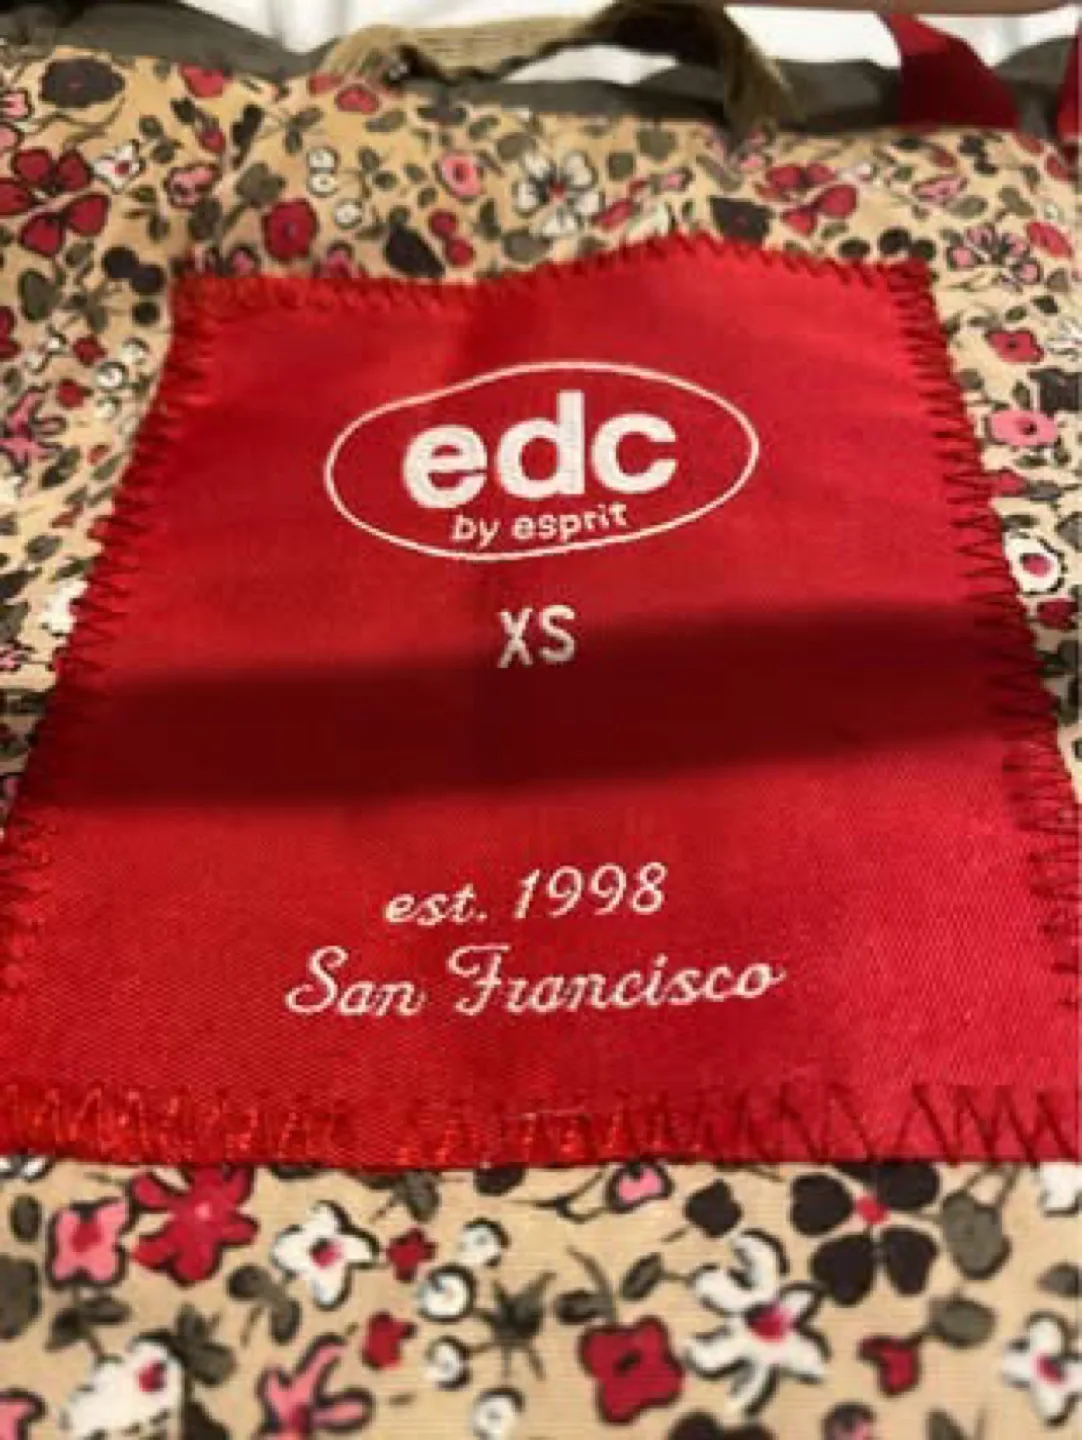 edc
by esprit
XS
est. 1998
San Francisco